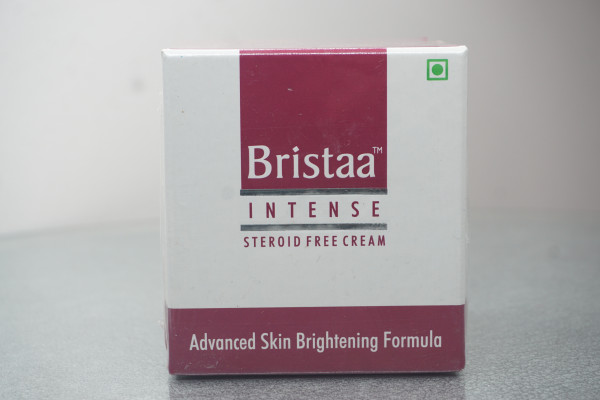 Bristaa™
INTENSE
STEROID FREE CREAM
Advanced Skin Brightening Formula